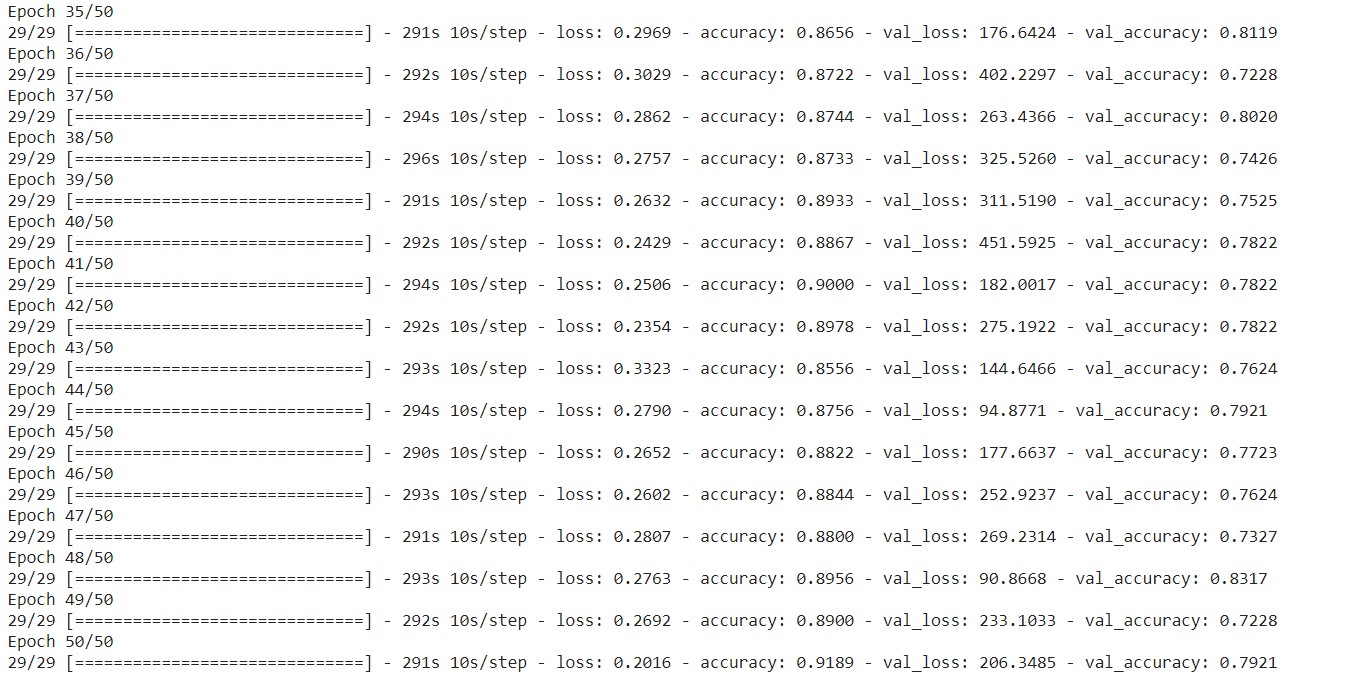 Epoch 35/50
29/29 [==============================] - 291s 10s/step - loss: 0.2969 - accuracy: 0.8656 - val_loss: 176.6424 - val_accuracy: 0.8119
Epoch 36/50
29/29 [==============================] - 292s 10s/step - loss: 0.3029 - accuracy: 0.8722 - val_loss: 402.2297 - val_accuracy: 0.7228
Epoch 37/50
29/29 [==============================] - 294s 10s/step - loss: 0.2862 - accuracy: 0.8744 - val_loss: 263.4366 - val_accuracy: 0.8020
Epoch 38/50
29/29 [==============================] - 296s 10s/step - loss: 0.2757 - accuracy: 0.8733 - val_loss: 325.5260 - val_accuracy: 0.7426
Epoch 39/50
29/29 [==============================] - 291s 10s/step - loss: 0.2632 - accuracy: 0.8933 - val_loss: 311.5190 - val_accuracy: 0.7525
Epoch 40/50
29/29 [==============================] - 292s 10s/step - loss: 0.2429 - accuracy: 0.8867 - val_loss: 451.5925 - val_accuracy: 0.7822
Epoch 41/50
29/29 [==============================] - 294s 10s/step - loss: 0.2506 - accuracy: 0.9000 - val_loss: 182.0017 - val_accuracy: 0.7822
Epoch 42/50
29/29 [==============================] - 292s 10s/step - loss: 0.2354 - accuracy: 0.8978 - val_loss: 275.1922 - val_accuracy: 0.7822
Epoch 43/50
29/29 [==============================] - 293s 10s/step - loss: 0.3323 - accuracy: 0.8556 - val_loss: 144.6466 - val_accuracy: 0.7624
Epoch 44/50
29/29 [==============================] - 294s 10s/step - loss: 0.2790 - accuracy: 0.8756 - val_loss: 94.8771 - val_accuracy: 0.7921
Epoch 45/50
29/29 [==============================] - 290s 10s/step - loss: 0.2652 - accuracy: 0.8822 - val_loss: 177.6637 - val_accuracy: 0.7723
Epoch 46/50
29/29 [==============================] - 293s 10s/step - loss: 0.2602 - accuracy: 0.8844 - val_loss: 252.9237 - val_accuracy: 0.7624
Epoch 47/50
29/29 [==============================] - 291s 10s/step - loss: 0.2807 - accuracy: 0.8800 - val_loss: 269.2314 - val_accuracy: 0.7327
Epoch 48/50
29/29 [==============================] - 293s 10s/step - loss: 0.2763 - accuracy: 0.8956 - val_loss: 90.8668 - val_accuracy: 0.8317
Epoch 49/50
29/29 [==============================] - 292s 10s/step - loss: 0.2692 - accuracy: 0.8900 - val_loss: 233.1033 - val_accuracy: 0.7228
Epoch 50/50
29/29 [==============================] - 291s 10s/step - loss: 0.2016 - accuracy: 0.9189 - val_loss: 206.3485 - val_accuracy: 0.7921